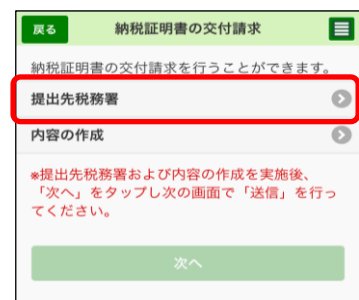 戻る 納税証明書の交付請求
納税証明書の交付請求を行うことができます。
提出先税務署
内容の作成
*提出先税務署および内容の作成を実施後、
「次へ」をタップし次の画面で「送信」を行っ
てください。
次へ